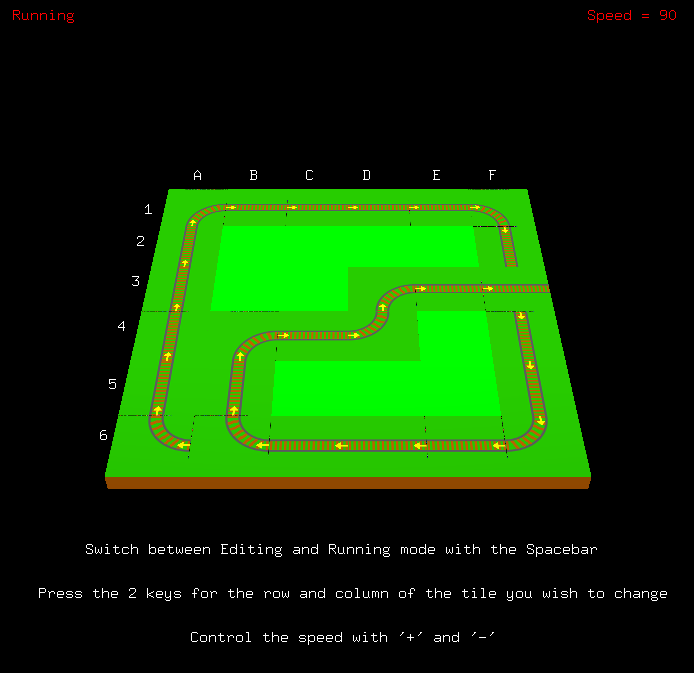 Running
Speed = 90
A B C D E F
1
2
3
4
5
6
Switch between Editing and Running mode with the Spacebar
Press the 2 keys for the row and column of the tile you wish to change
Control the speed with '+' and '-'